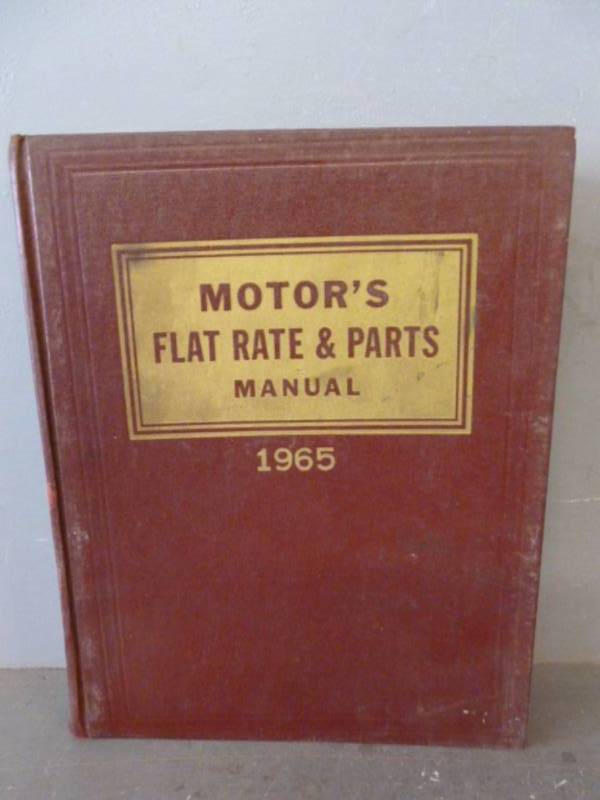 MOTOR'S
FLAT RATE & PARTS
MANUAL
1965